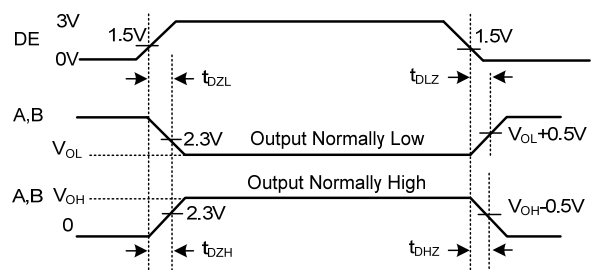 3V
DE
1.5V
1.5V
0V
tDZL
tDLZ
A,B
2.3V
Output Normally Low
VOL+0.5V
VOL
Output Normally High
A,B
VOH
2.3V
VOH-0.5V
0
tDZH
tDHZ